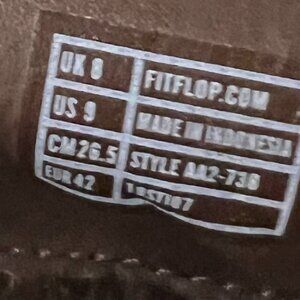 UK 8 FITFLOP.COM
US 9 MADE IN INDONESIA
CM 26.5 STYLE AA2-730
EUR 42